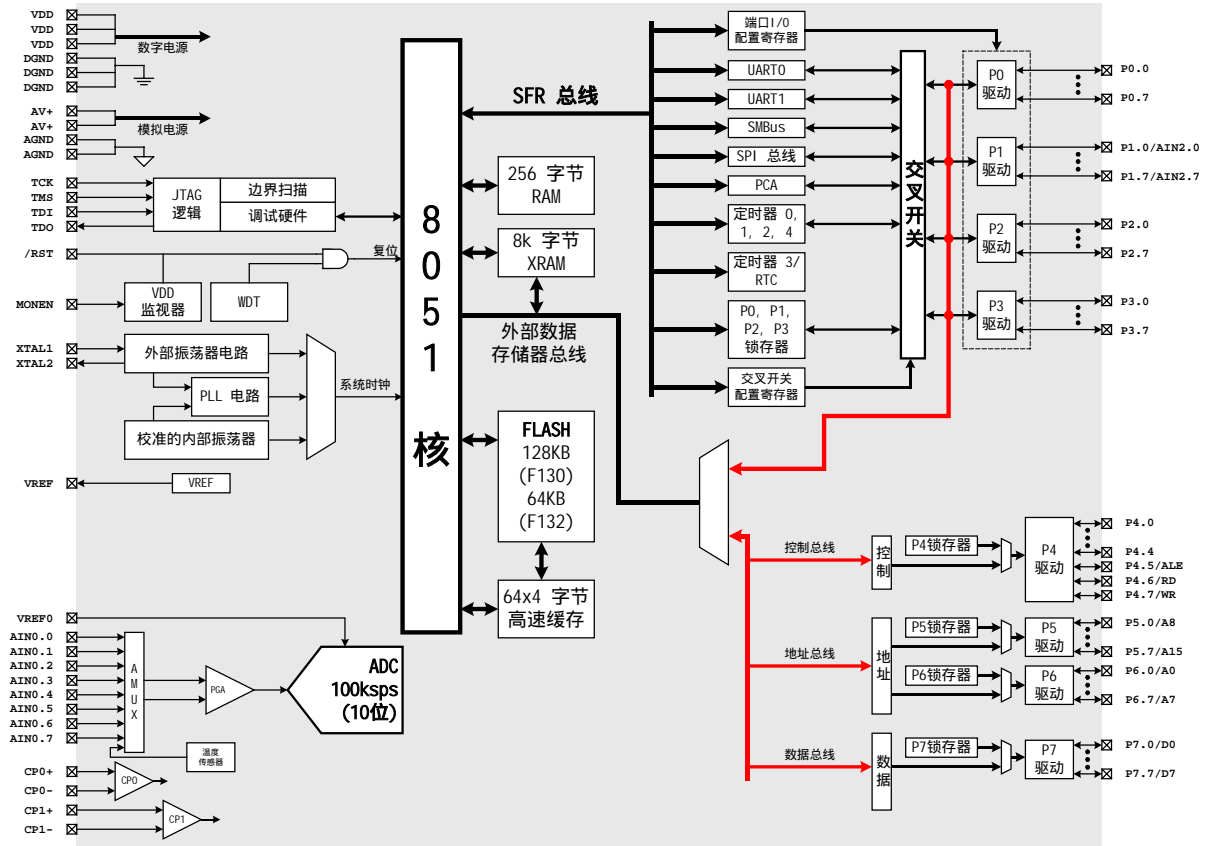 VDD
VDD
VDD
数字电源
DGND
DGND
DGND
AV+
AV+
模拟电源
AGND
AGND
TCK
TMS
TDI
TDO
JTAG
逻辑
边界扫描
调试硬件
/RST
复位
MONEN
VDD
监视器
WDT
XTAL1
XTAL2
外部振荡器电路
PLL 电路
校准的内部振荡器
系统时钟
VREF
VREF
VREF0
AIN0.0
AIN0.1
AIN0.2
AIN0.3
AIN0.4
AIN0.5
AIN0.6
AIN0.7
AMUX
PGA
ADC
100ksps
(10位)
温度
传感器
CP0+
CP0-
CP0
CP1+
CP1-
CP1
8051核
SFR 总线
256 字节
RAM
8k 字节
XRAM
外部数据
存储器总线
FLASH
128KB
(F130)
64KB
(F132)
64x4 字节
高速缓存
端口I/O
配置寄存器
UART0
UART1
SMBus
SPI 总线
PCA
定时器 0,
1, 2, 4
定时器 3/
RTC
P0, P1,
P2, P3
锁存器
交叉开关
配置寄存器
交叉开关
P0
驱动
P0.0
P0.7
P1
驱动
P1.0/AIN2.0
P1.7/AIN2.7
P2
驱动
P2.0
P2.7
P3
驱动
P3.0
P3.7
控制总线
控制
P4锁存器
P4
驱动
P4.0
P4.4
P4.5/ALE
P4.6/RD
P4.7/WR
地址总线
地址
P5锁存器
P5
驱动
P5.0/A8
P5.7/A15
P6锁存器
P6
驱动
P6.0/A0
P6.7/A7
数据总线
数据
P7锁存器
P7
驱动
P7.0/D0
P7.7/D7